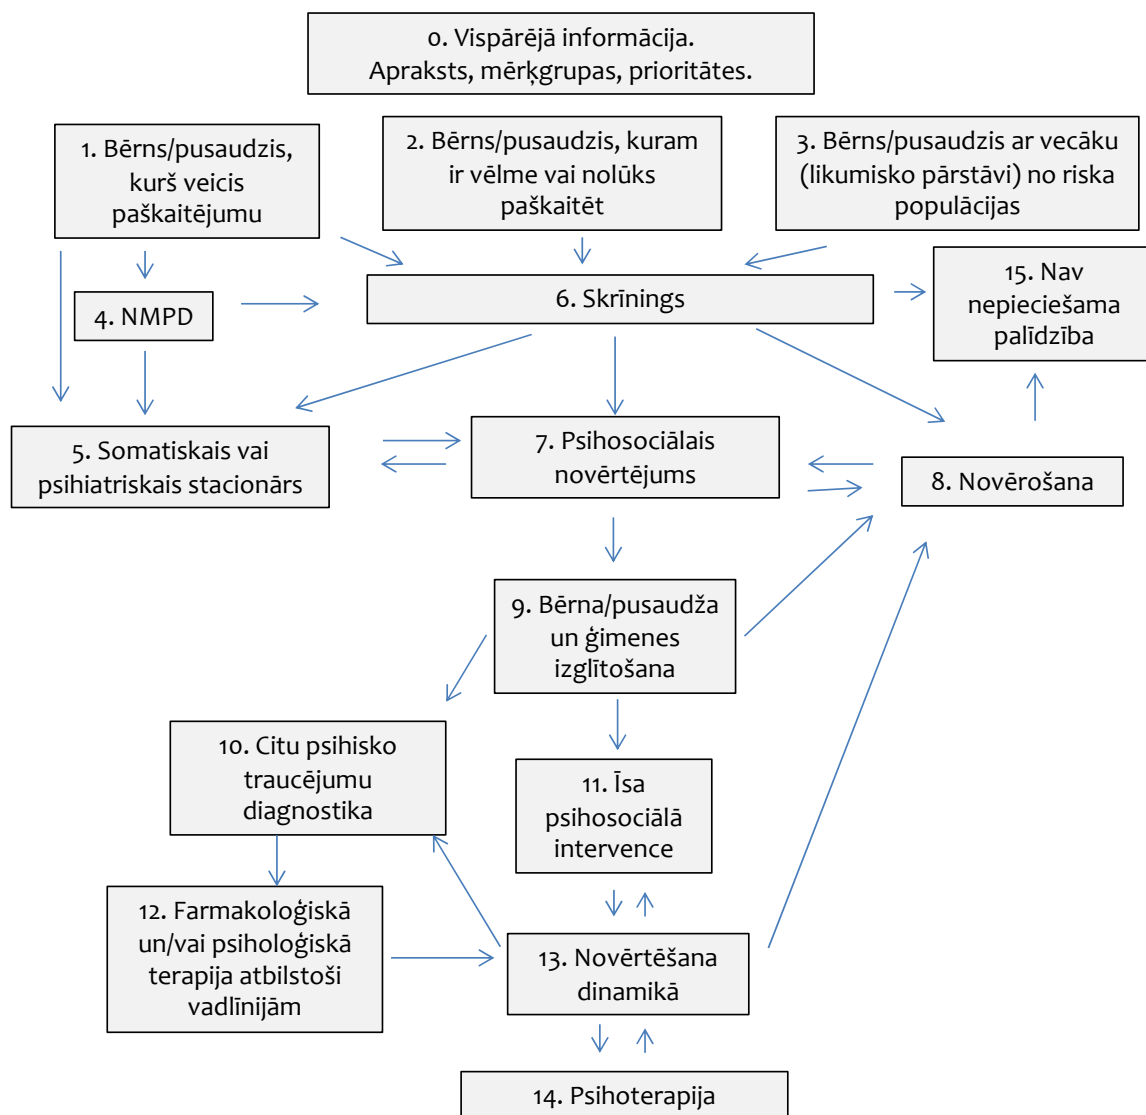 0. Vispārējā informācija.
Apraksts, mērķgrupas, prioritātes.
1. Bērns/pusaudzis,
kurš veicis
paškaitējumu
2. Bērns/pusaudzis, kuram
ir vēlme vai nolūks
paškaitēt
3. Bērns/pusaudzis ar vecāku
(likumisko pārstāvi) no riska
populācijas
4. NMPD
6. Skrīnings
15. Nav
nepieciešama
palīdzība
5. Somatiskais vai
psihiatriskais stacionārs
7. Psihosociālais
novērtējums
8. Novērošana
9. Bērna/pusaudža
un ģimenes
izglītošana
10. Citu psihisko
traucējumu
diagnostika
11. Īsa
psihosociālā
intervence
12. Farmakoloģiskā
un/vai psiholoģiskā
terapija atbilstoši
vadlīnijām
13. Novērtēšana
dinamikā
14. Psihoterapija